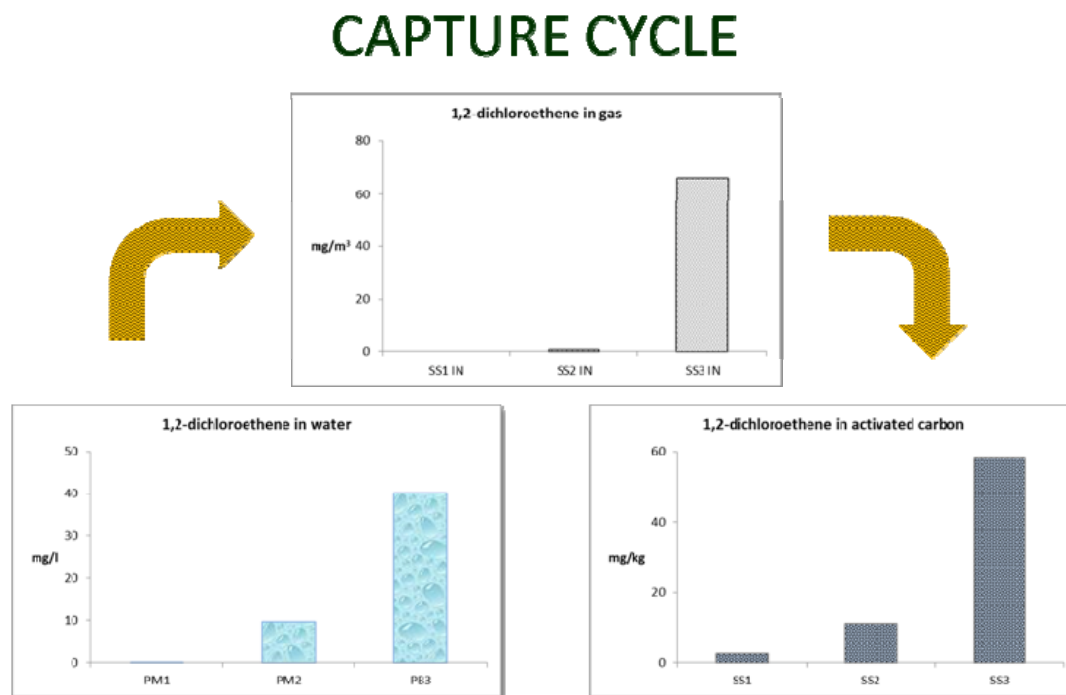 CAPTURE CYCLE
1,2-dichloroethene in gas
80
60
mg/m³ 40
20
0
SS1 IN SS2 IN SS3 IN
1,2-dichloroethene in water
50
40
30
mg/l
20
10
0
PM1 PM2 PB3
1,2-dichloroethene in activated carbon
60
40
mg/kg
20
0
SS1 SS2 SS3